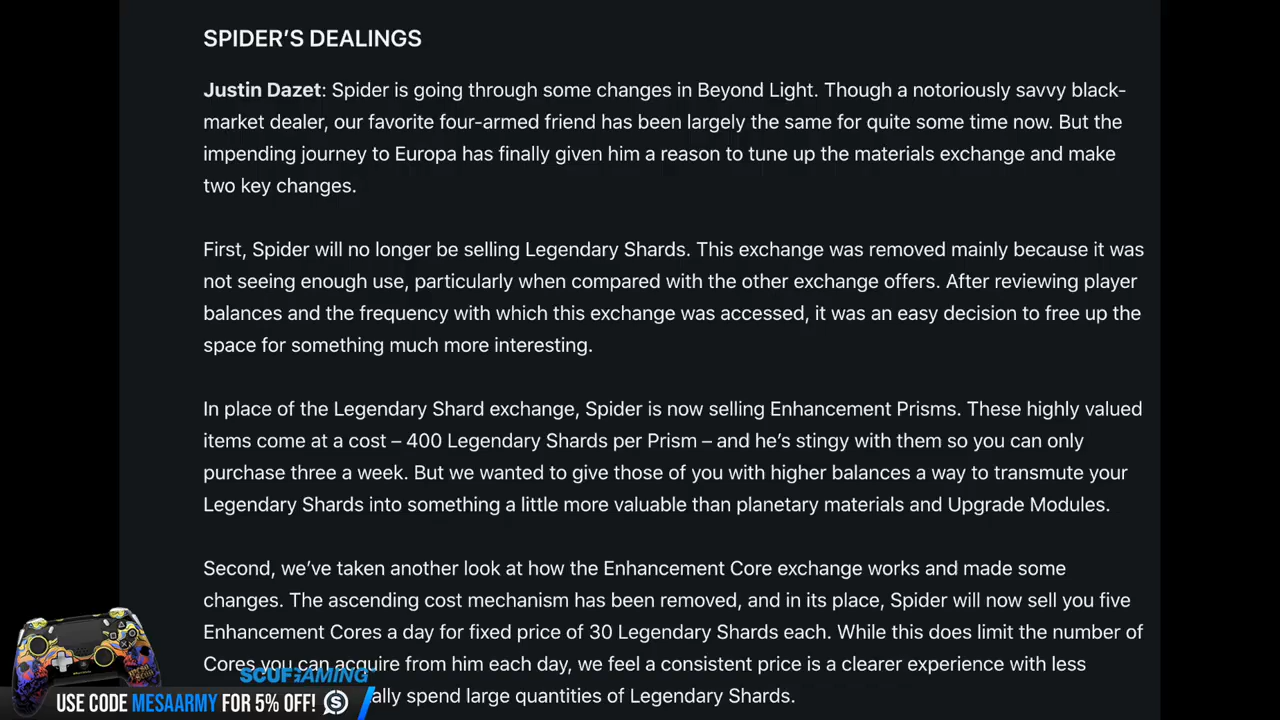 SPIDER’S DEALINGS
Justin Dazet: Spider is going through some changes in Beyond Light. Though a notoriously savvy black-
market dealer, our favorite four-armed friend has been largely the same for quite some time now. But the
impending journey to Europa has finally given him a reason to tune up the materials exchange and make
two key changes.
First, Spider will no longer be selling Legendary Shards. This exchange was removed mainly because it was
not seeing enough use, particularly when compared with the other exchange offers. After reviewing player
balances and the frequency with which this exchange was accessed, it was an easy decision to free up the
space for something much more interesting.
In place of the Legendary Shard exchange, Spider is now selling Enhancement Prisms. These highly valued
items come at a cost – 400 Legendary Shards per Prism – and he’s stingy with them so you can only
purchase three a week. But we wanted to give those of you with higher balances a way to transmute your
Legendary Shards into something a little more valuable than planetary materials and Upgrade Modules.
Second, we’ve taken another look at how the Enhancement Core exchange works and made some
changes. The ascending cost mechanism has been removed, and in its place, Spider will now sell you five
Enhancement Cores a day for fixed price of 30 Legendary Shards each. While this does limit the number of
Cores you can acquire from him each day, we feel a consistent price is a clearer experience with less
ally spend large quantities of Legendary Shards.
SCUF GAMING
USE CODE MESAARMY FOR 5% OFF!